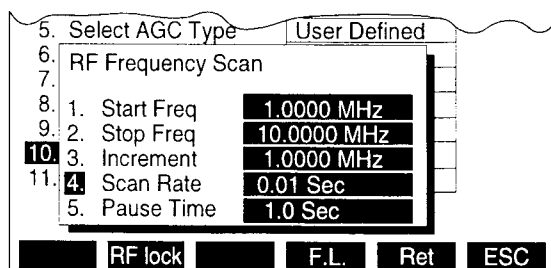 5. Select AGC Type User Defined
6.
7.
8.
9.
10.
11.
RF Frequency Scan
1. Start Freq 1.0000 MHz
2. Stop Freq 10.0000 MHz
3. Increment 1.0000 MHz
4. Scan Rate 0.01 Sec
5. Pause Time 1.0 Sec
RF lock F.L. Ret ESC